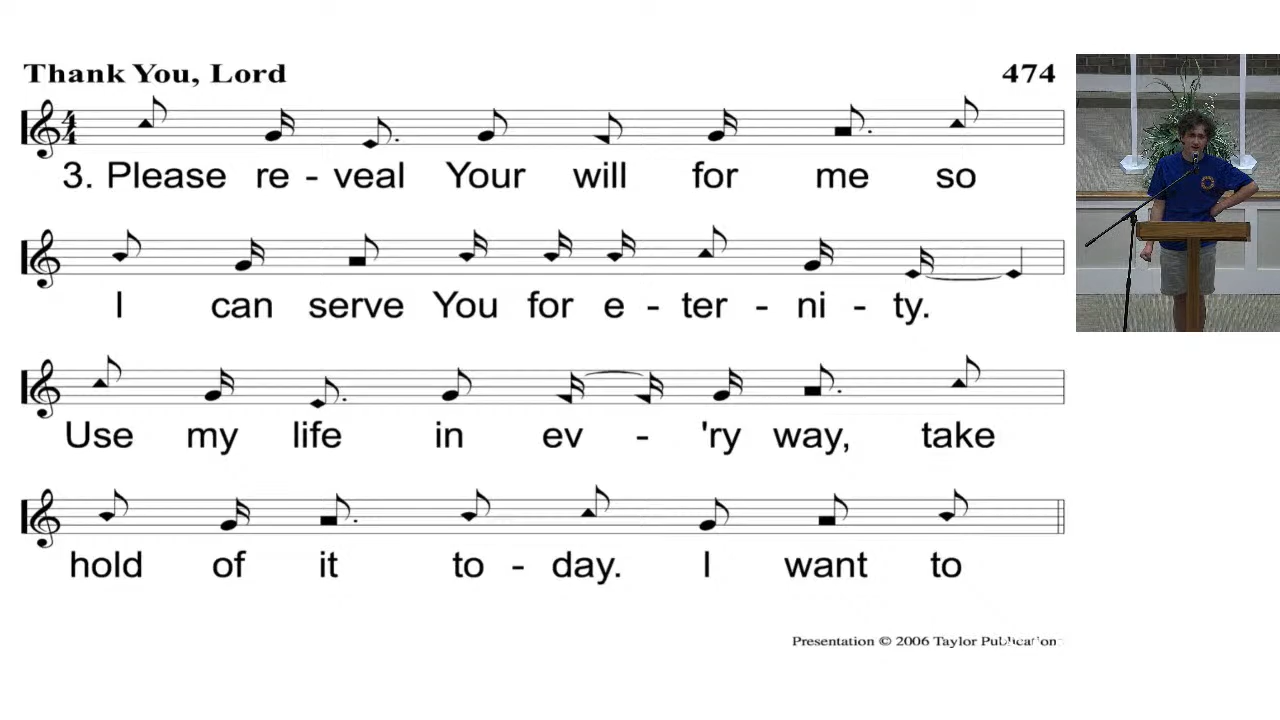 Thank You, Lord 474
3. Please re - veal Your will for me so
I can serve You for e - ter - ni - ty.
Use my life in ev - 'ry way, take
hold of it to - day. I want to
Presentation © 2006 Taylor Publications